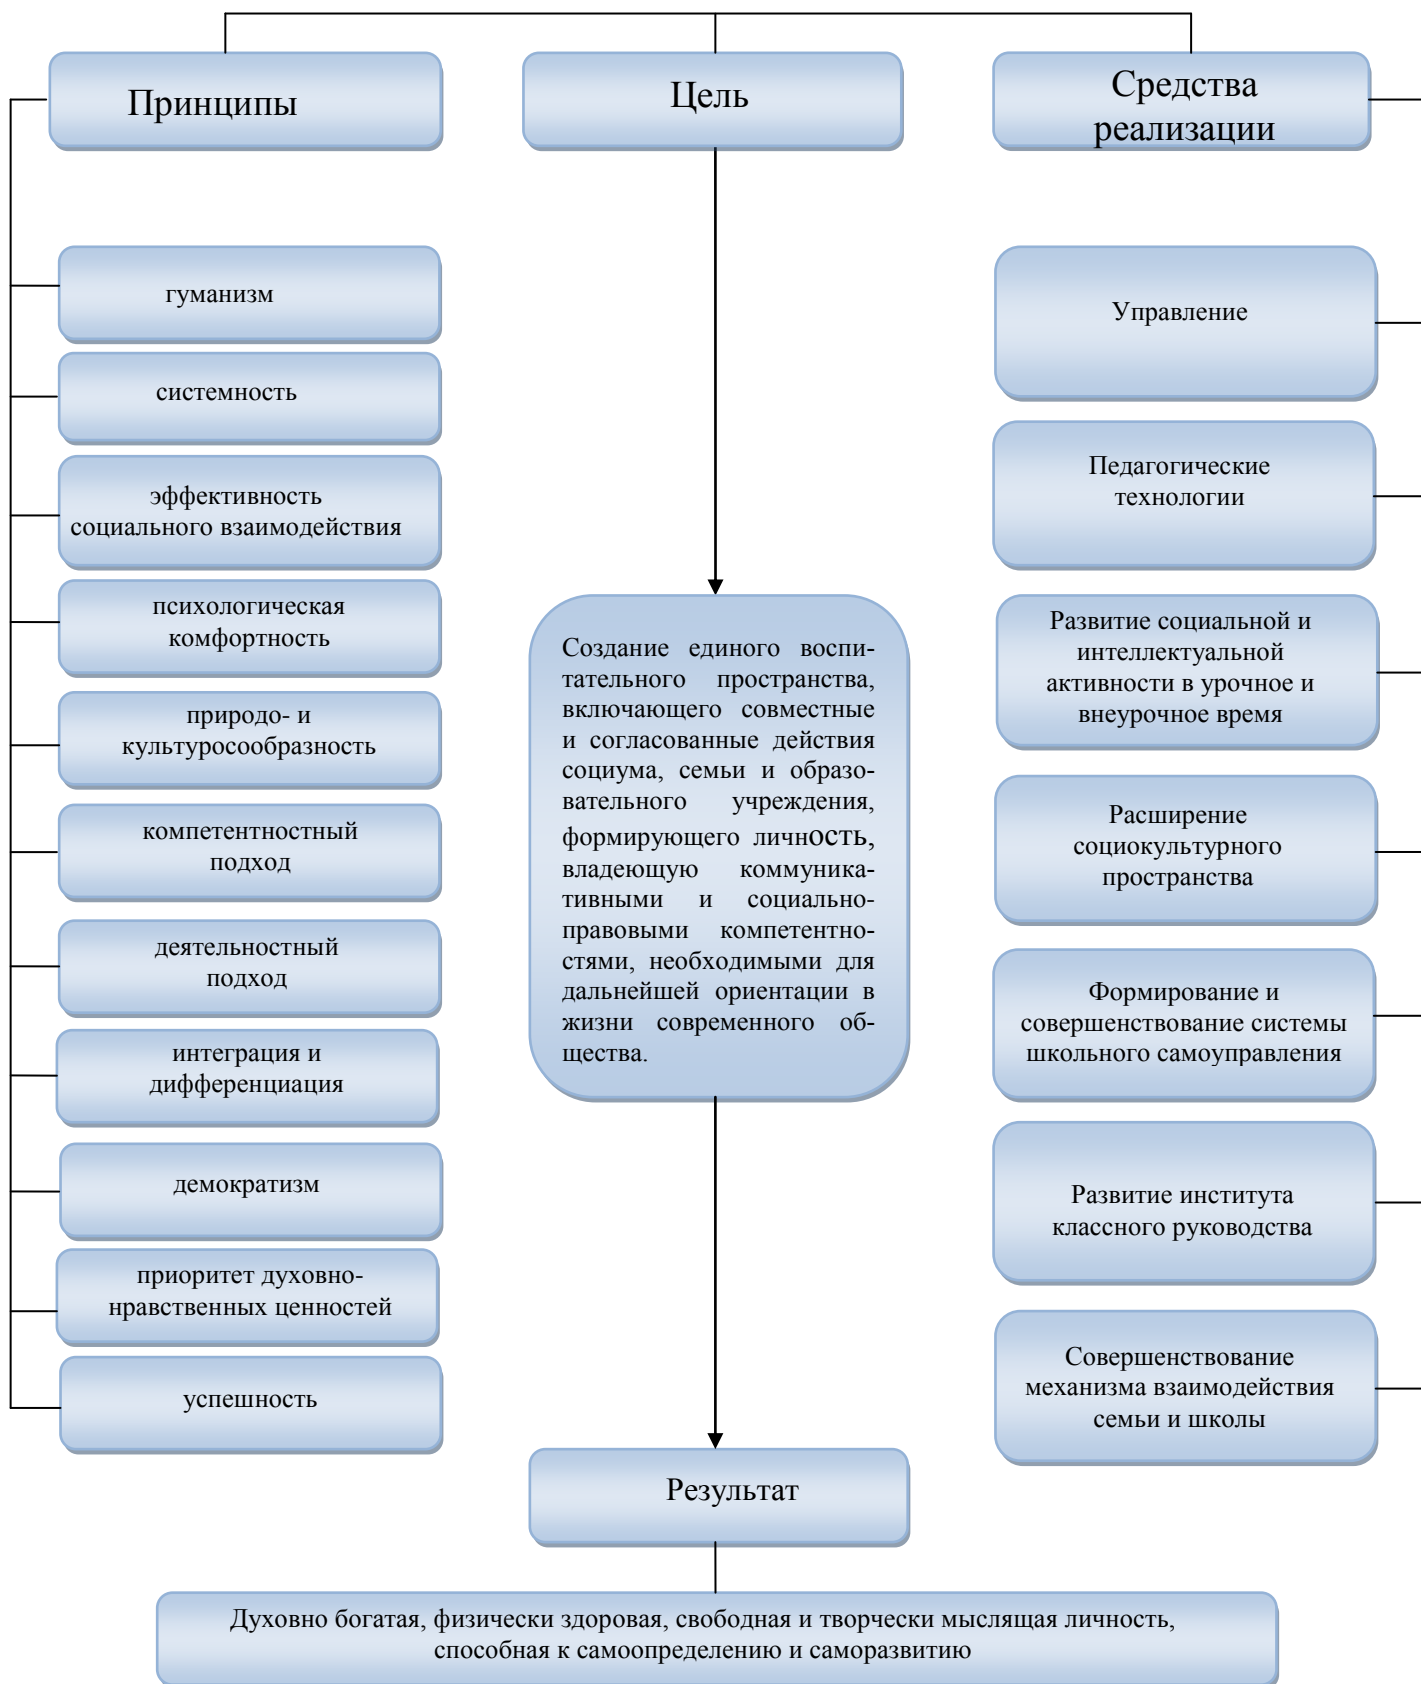 Принципы
Цель
Средства
реализации
гуманизм
системность
эффективность
социального взаимодействия
психологическая
комфортность
природо- и
культуросообразность
компетентностный
подход
деятельностный
подход
интеграция и
дифференциация
демократизм
приоритет духовно-
нравственных ценностей
успешность
Создание единого воспи-
тательного пространства,
включающего совместные
и согласованные действия
социума, семьи и образо-
вательного учреждения,
формирующего личность,
владеющую коммуника-
тивными и социально-
правовыми компетентно-
стями, необходимыми для
дальнейшей ориентации в
жизни современного об-
щества.
Управление
Педагогические
технологии
Развитие социальной и
интеллектуальной
активности в урочное и
внеурочное время
Расширение
социокультурного
пространства
Формирование и
совершенствование системы
школьного самоуправления
Развитие института
классного руководства
Совершенствование
механизма взаимодействия
семьи и школы
Результат
Духовно богатая, физически здоровая, свободная и творчески мыслящая личность,
способная к самоопределению и саморазвитию